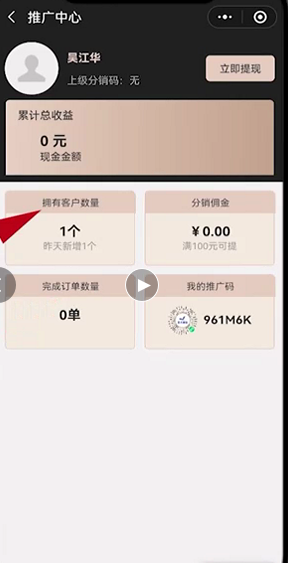 推广中心
吴江华
上级分销码：无
立即提现
累计总收益
0 元
现金金额
拥有客户数量
1个
昨天新增1个
分销佣金
￥0.00
满100元可提
完成订单数量
0单
我的推广码
961M6K